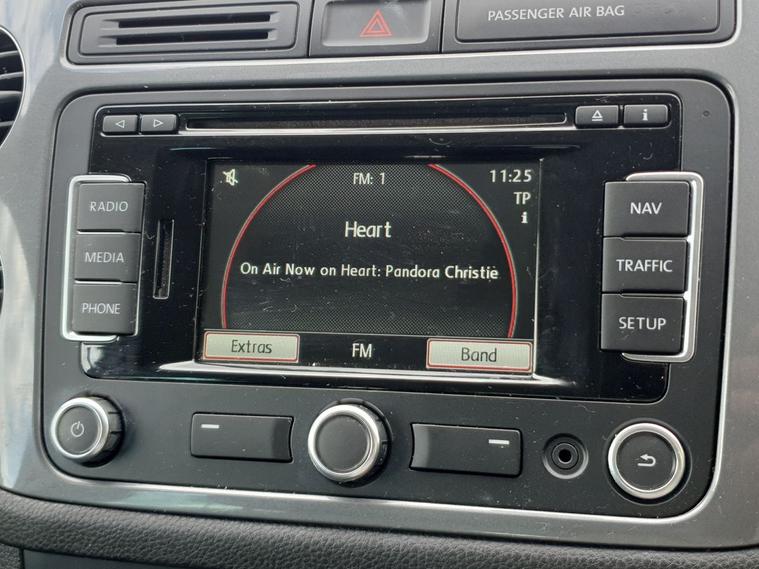 PASSENGER AIR BAG
i
FM: 1
11:25
TP
i
RADIO
MEDIA
PHONE
Heart
On Air Now on Heart: Pandora Christie
NAV
TRAFFIC
SETUP
Extras
FM
Band